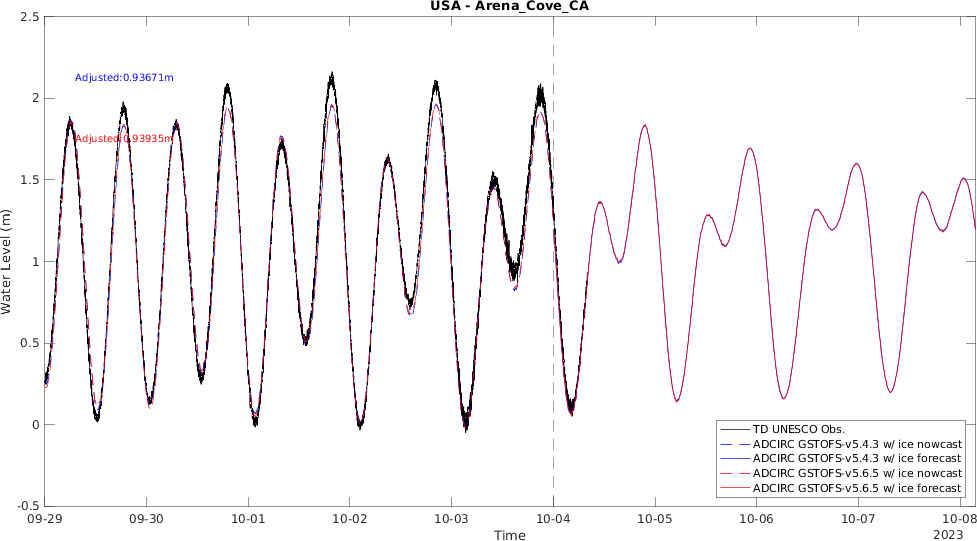 USA - Arena_Cove_CA
2.5
2
1.5
1
0.5
0
-0.5
Water Level (m)
Adjusted:0.93671m
Adjusted:0.93935m
TD UNESCO Obs.
ADCIRC GSTOFS-v5.4.3 w/ ice nowcast
ADCIRC GSTOFS-v5.4.3 w/ ice forecast
ADCIRC GSTOFS-v5.6.5 w/ ice nowcast
ADCIRC GSTOFS-v5.6.5 w/ ice forecast
09-29 09-30 10-01 10-02 10-03 10-04 10-05 10-06 10-07 10-08
Time
2023